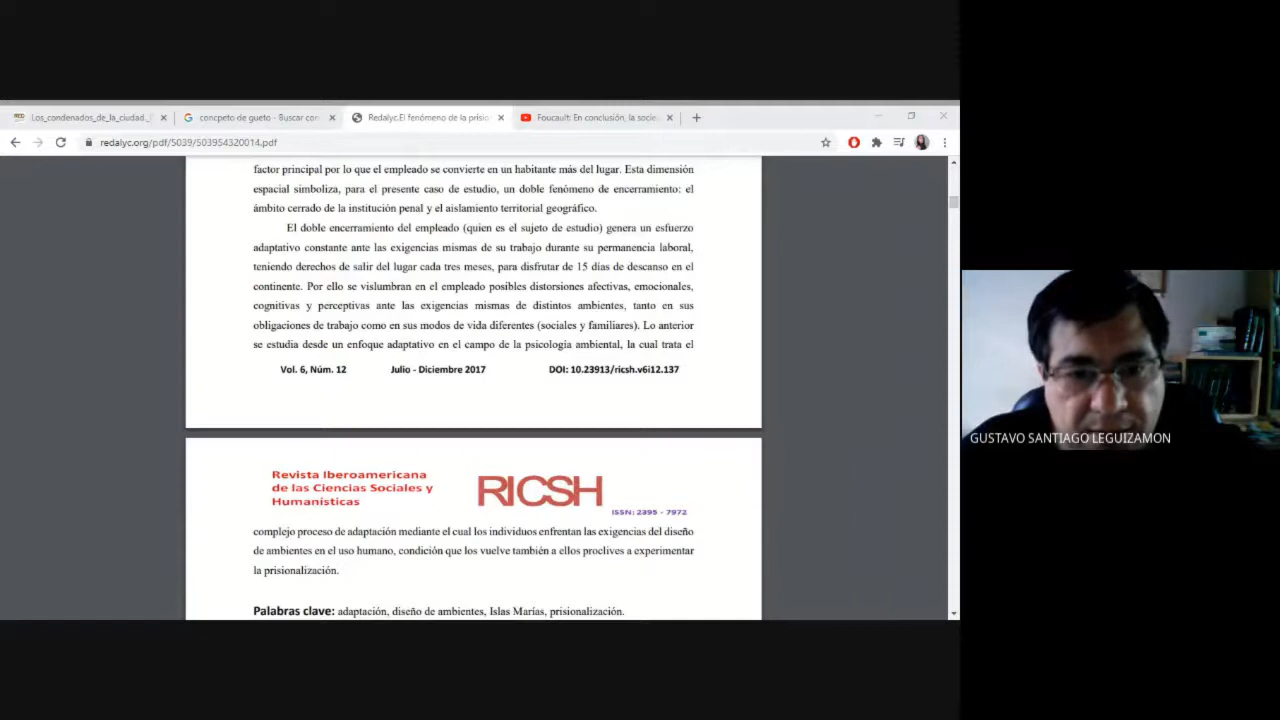 Los_condenados_de_la_ciudad._
concpeto de gueto - Buscar con
Redalyc.El fenómeno de la prisio
Foucault: En conclusión, la socie
redalyc.org/pdf/5039/503954320014.pdf
factor principal por lo que el empleado se convierte en un habitante más del lugar. Esta dimensión
espacial simboliza, para el presente caso de estudio, un doble fenómeno de encerramiento: el
ámbito cerrado de la institución penal y el aislamiento territorial geográfico.
El doble encerramiento del empleado (quien es el sujeto de estudio) genera un esfuerzo
adaptativo constante ante las exigencias mismas de su trabajo durante su permanencia laboral,
teniendo derechos de salir del lugar cada tres meses, para disfrutar de 15 días de descanso en el
continente. Por ello se vislumbran en el empleado posibles distorsiones afectivas, emocionales,
cognitivas y perceptivas ante las exigencias mismas de distintos ambientes, tanto en sus
obligaciones de trabajo como en sus modos de vida diferentes (sociales y familiares). Lo anterior
se estudia desde un enfoque adaptativo en el campo de la psicología ambiental, la cual trata el
Vol. 6, Núm. 12 Julio - Diciembre 2017 DOI: 10.23913/ricsh.v6i12.137
Revista Iberoamericana
de las Ciencias Sociales y
Humanísticas
RICSH
ISSN: 2395 - 7972
complejo proceso de adaptación mediante el cual los individuos enfrentan las exigencias del diseño
de ambientes en el uso humano, condición que los vuelve también a ellos proclives a experimentar
la prisionalización.
Palabras clave: adaptación, diseño de ambientes, Islas Marías, prisionalización.
GUSTAVO SANTIAGO LEGUIZAMON